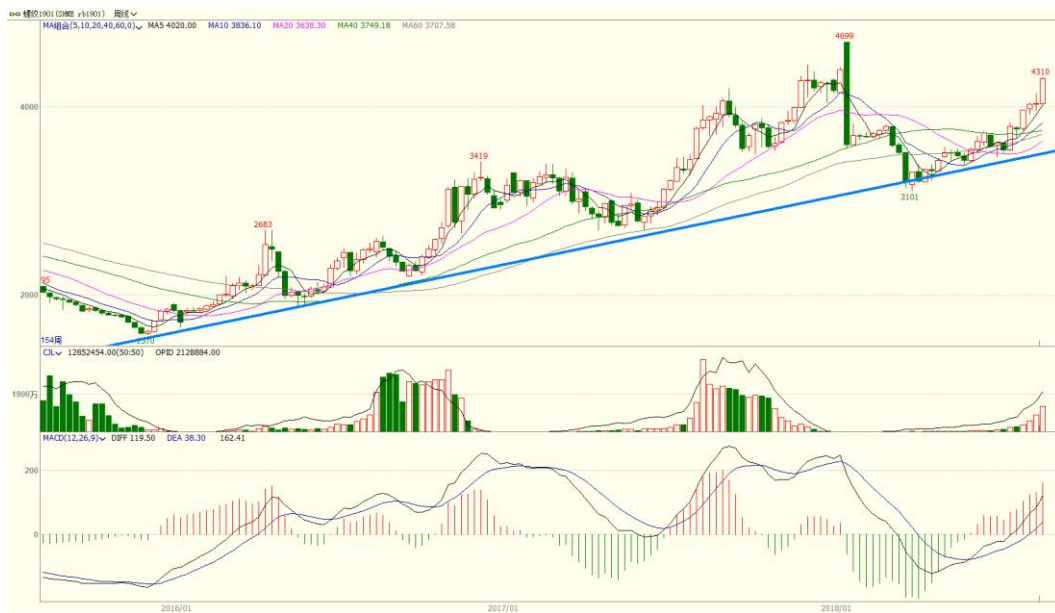 螺纹1901(SHME rb1901) 周线
MA组合(5,10,20,40,60,0) MA5 4020.00 MA10 3836.10 MA20 3638.30 MA40 3749.18 MA60 3707.58
4699
4310
4000
3419
3101
2683
95
2000
1570
154周
CJL 12852454.00(50:50) OPID 2128884.00
1900万
MACD(12,26,9) DIFF 119.50 DEA 38.30 162.41
200
0
2016/01 2017/01 2018/01